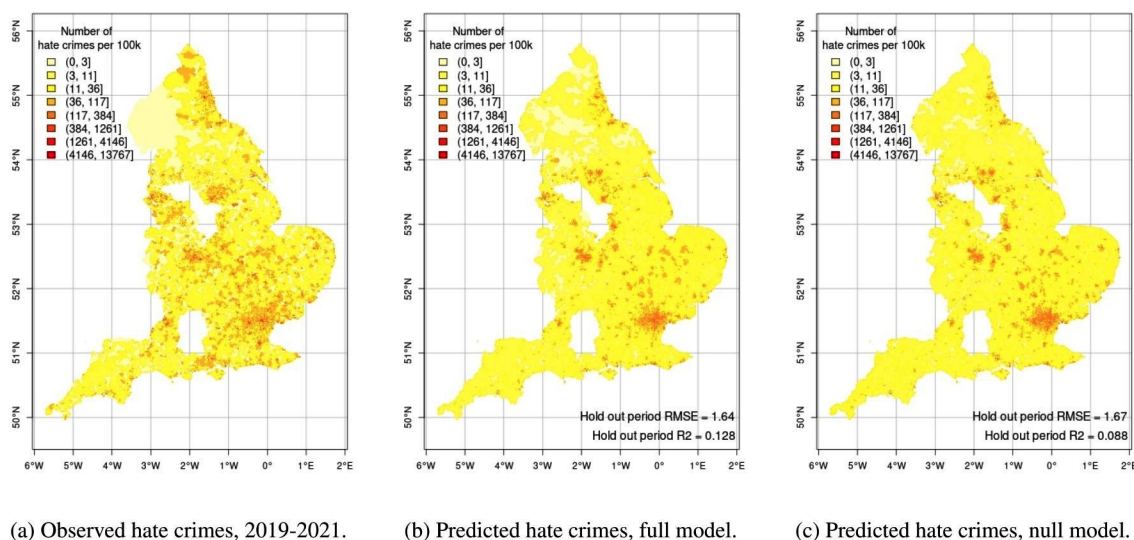 Number of
hate crimes per 100k
(0, 3]
(3, 11]
(11, 36]
(36, 117]
(117, 384]
(384, 1261]
(1261, 4146]
(4146, 13767]
56°N
55°N
54°N
53°N
52°N
51°N
50°N
6°W 5°W 4°W 3°W 2°W 1°W 0° 1°E 2°E
(a) Observed hate crimes, 2019-2021.
Number of
hate crimes per 100k
(0, 3]
(3, 11]
(11, 36]
(36, 117]
(117, 384]
(384, 1261]
(1261, 4146]
(4146, 13767]
56°N
55°N
54°N
53°N
52°N
51°N
50°N
Hold out period RMSE = 1.64
Hold out period R2 = 0.128
6°W 5°W 4°W 3°W 2°W 1°W 0° 1°E 2°E
(b) Predicted hate crimes, full model.
Number of
hate crimes per 100k
(0, 3]
(3, 11]
(11, 36]
(36, 117]
(117, 384]
(384, 1261]
(1261, 4146]
(4146, 13767]
56°N
55°N
54°N
53°N
52°N
51°N
50°N
Hold out period RMSE = 1.67
Hold out period R2 = 0.088
6°W 5°W 4°W 3°W 2°W 1°W 0° 1°E 2°E
(c) Predicted hate crimes, null model.